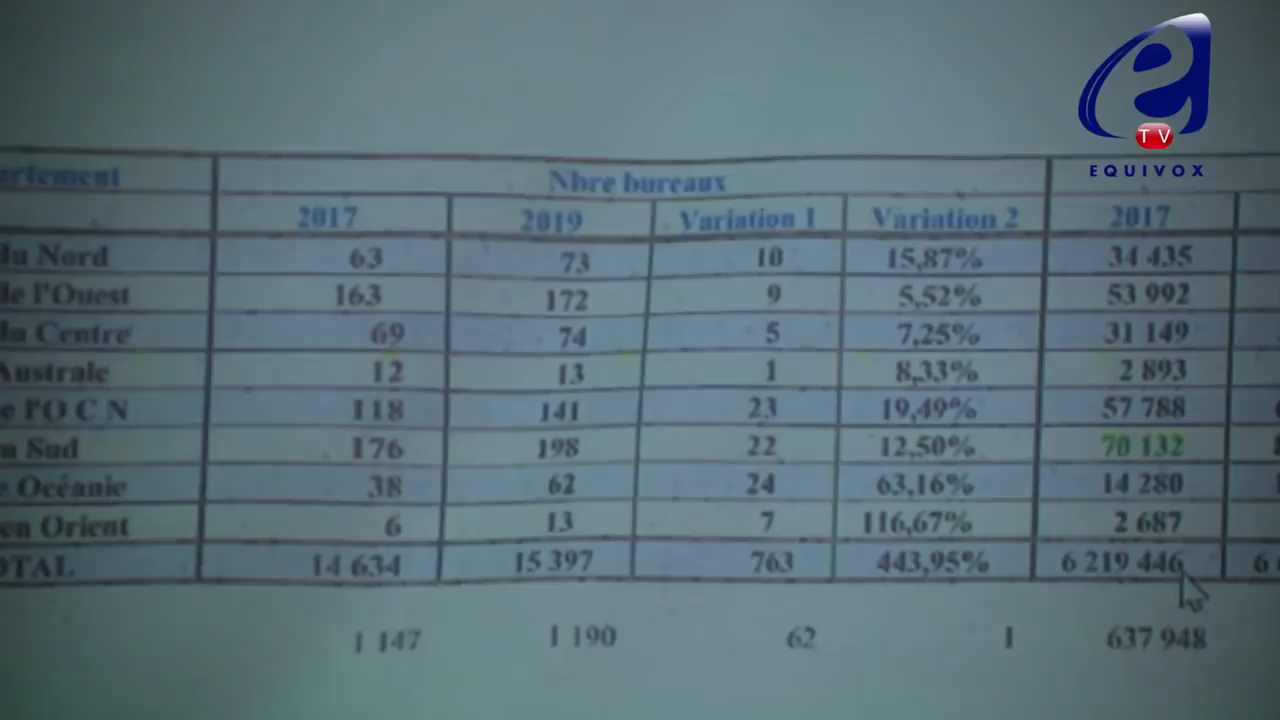 e
TV
EQUIVOX
artement Nbre bureaux
2017 2019 Variation 1 Variation 2 2017
du Nord 63 73 10 15,87% 34 435
de l'Ouest 163 172 9 5,52% 53 992
du Centre 69 74 5 7,25% 31 149
Australe 12 13 1 8,33% 2 893
e l'O C N 118 141 23 19,49% 57 788
u Sud 176 198 22 12,50% 70 132
e Océanie 38 62 24 63,16% 14 280
en Orient 6 13 7 116,67% 2 687
OTAL 14 634 15 397 763 443,95% 6 219 446 6
1 147 1 190 62 1 637 948